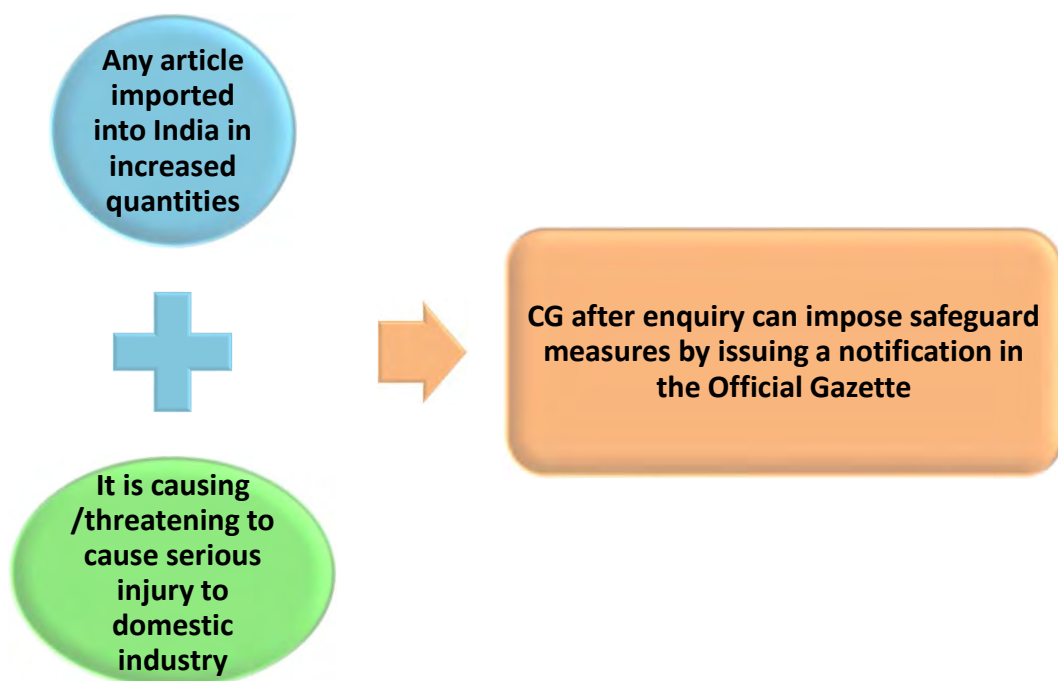 Any article
imported
into India in
increased
quantities
CG after enquiry can impose safeguard
measures by issuing a notification in
the Official Gazette
It is causing
/threatening to
cause serious
injury to
domestic
industry